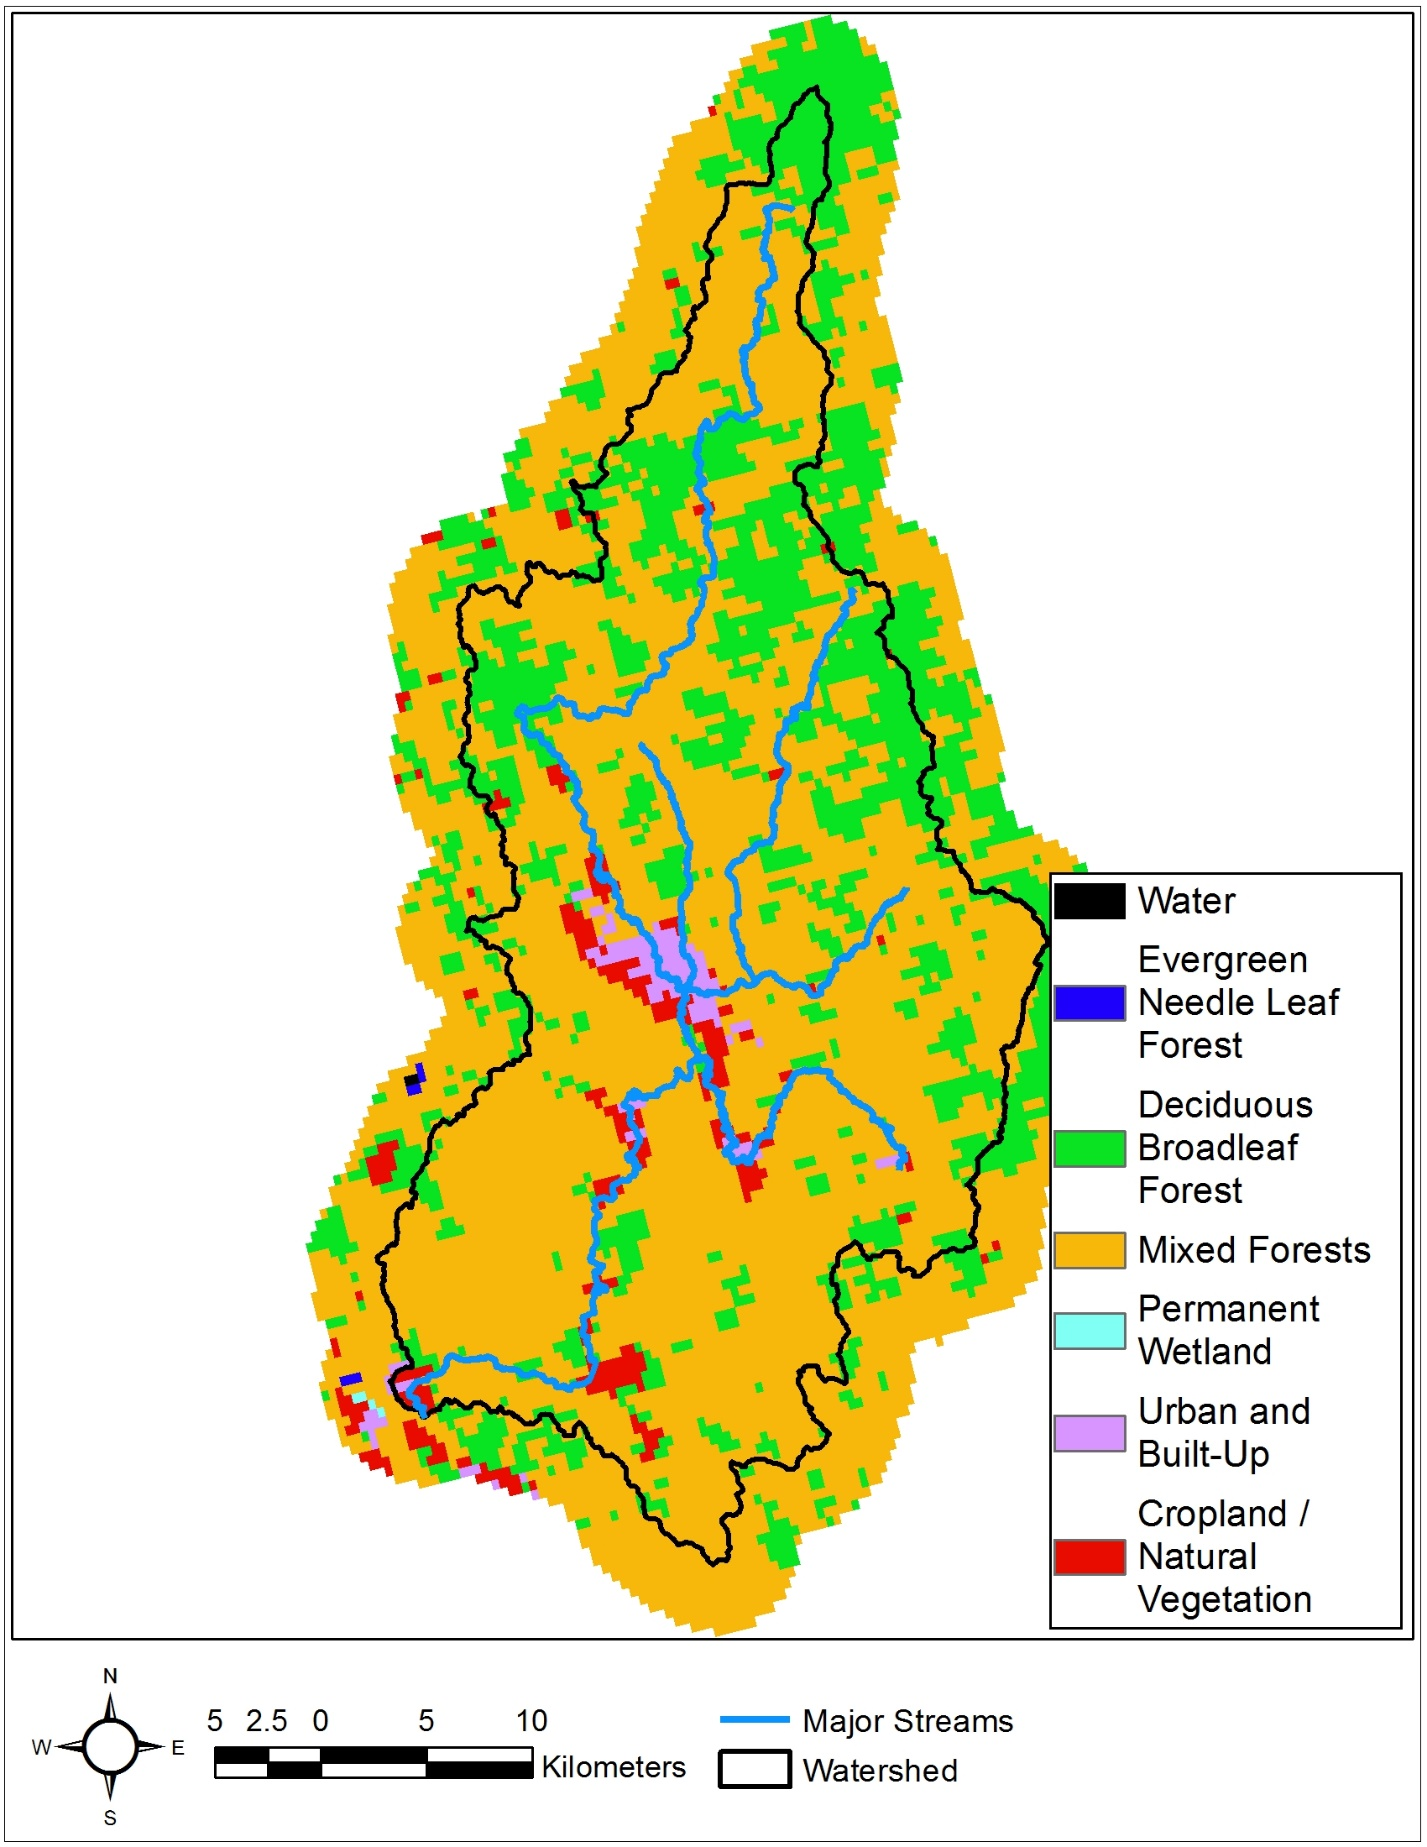 Water
Evergreen
Needle Leaf
Forest
Deciduous
Broadleaf
Forest
Mixed Forests
Permanent
Wetland
Urban and
Built-Up
Cropland /
Natural
Vegetation
N
W E
S
5 2.5 0 5 10
Kilometers
Major Streams
Watershed